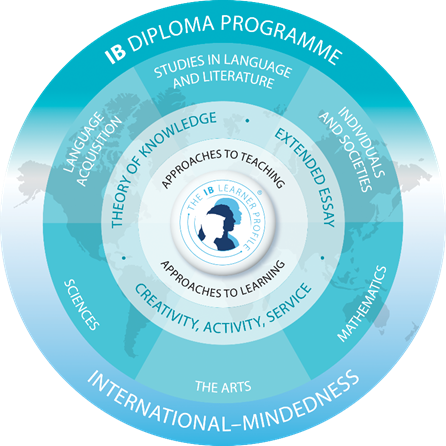 IB DIPLOMA PROGRAMME
STUDIES IN LANGUAGE
AND LITERATURE
LANGUAGE
ACQUISITION
INDIVIDUALS
AND SOCIETIES
THEORY OF KNOWLEDGE
EXTENDED ESSAY
APPROACHES TO TEACHING
THE IB LEARNER PROFILE
®
APPROACHES TO LEARNING
CREATIVITY, ACTIVITY, SERVICE
SCIENCES
MATHEMATICS
THE ARTS
INTERNATIONAL–MINDEDNESS